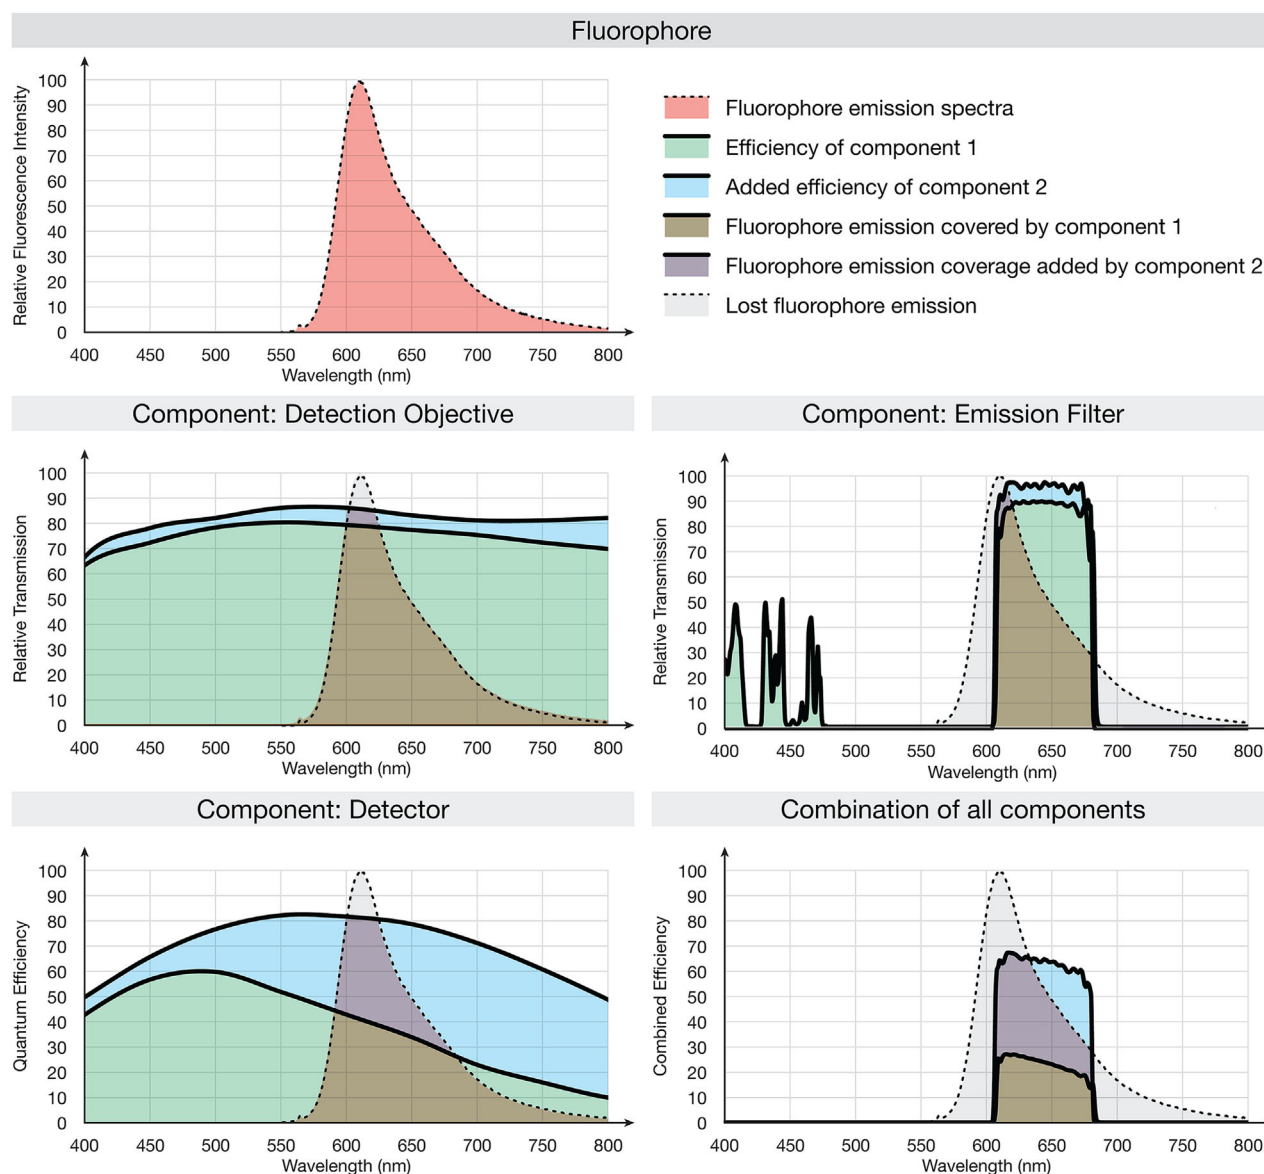 Fluorophore
Relative Fluorescence Intensity
100
90
80
70
60
50
40
30
20
10
0
400 450 500 550 600 650 700 750 800
Wavelength (nm)
Fluorophore emission spectra
Efficiency of component 1
Added efficiency of component 2
Fluorophore emission covered by component 1
Fluorophore emission coverage added by component 2
Lost fluorophore emission
Component: Detection Objective
Relative Transmission
100
90
80
70
60
50
40
30
20
10
0
400 450 500 550 600 650 700 750 800
Wavelength (nm)
Component: Emission Filter
Relative Transmission
100
90
80
70
60
50
40
30
20
10
0
400 450 500 550 600 650 700 750 800
Wavelength (nm)
Component: Detector
Quantum Efficiency
100
90
80
70
60
50
40
30
20
10
0
400 450 500 550 600 650 700 750 800
Wavelength (nm)
Combination of all components
Combined Efficiency
100
90
80
70
60
50
40
30
20
10
0
400 450 500 550 600 650 700 750 800
Wavelength (nm)